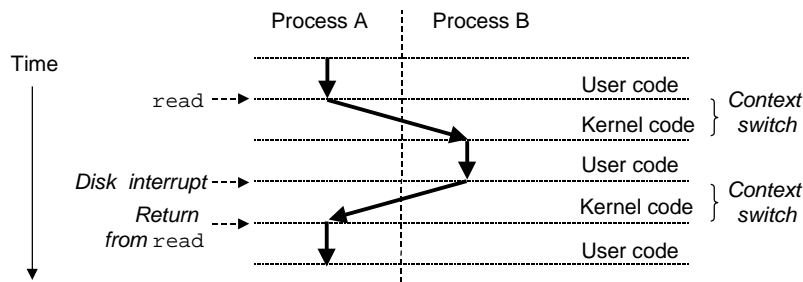 Process A Process B
Time
User code
read
Context
switch
Kernel code
User code
Disk interrupt
Context
switch
Kernel code
Return
from read
User code